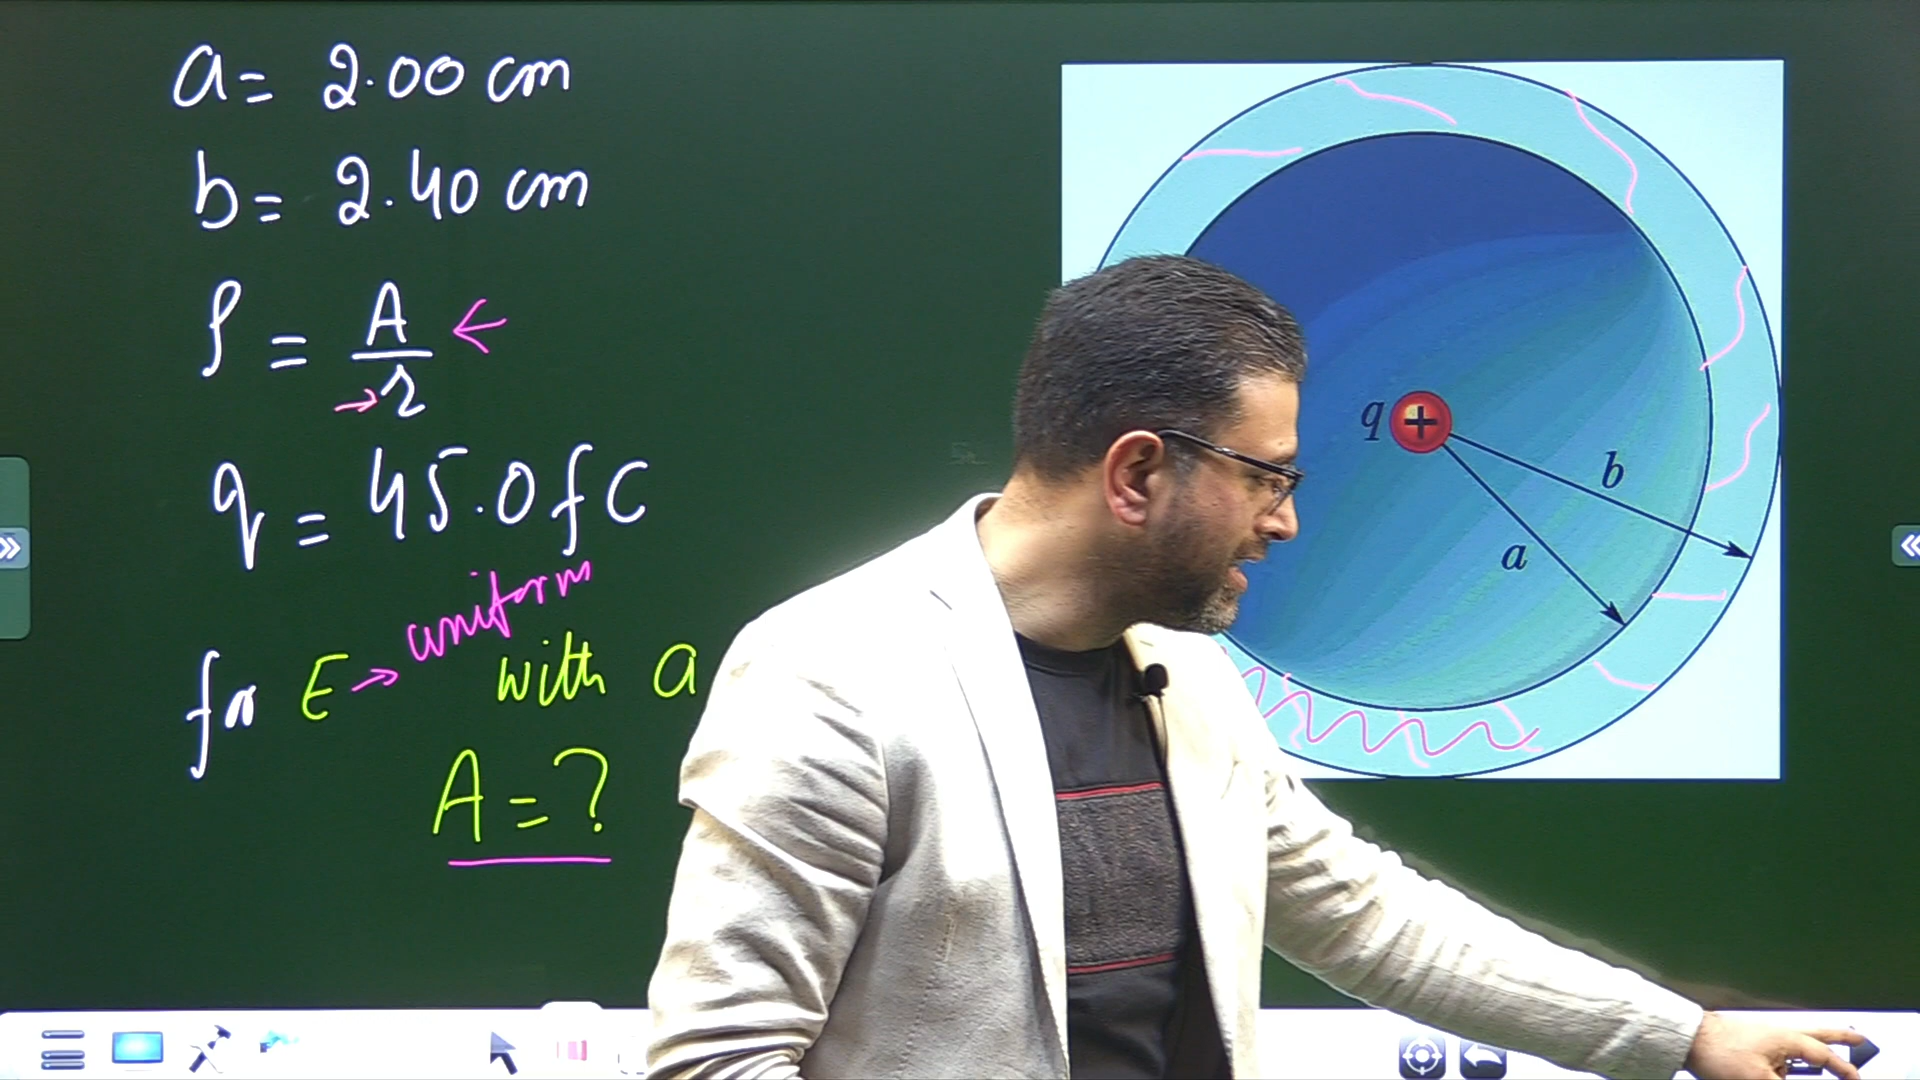 a = 2.00 cm
b = 2.40 cm
ρ = A/r
q = 45.0 fC
uniform
for E → with a
A = ?
q +
b
a